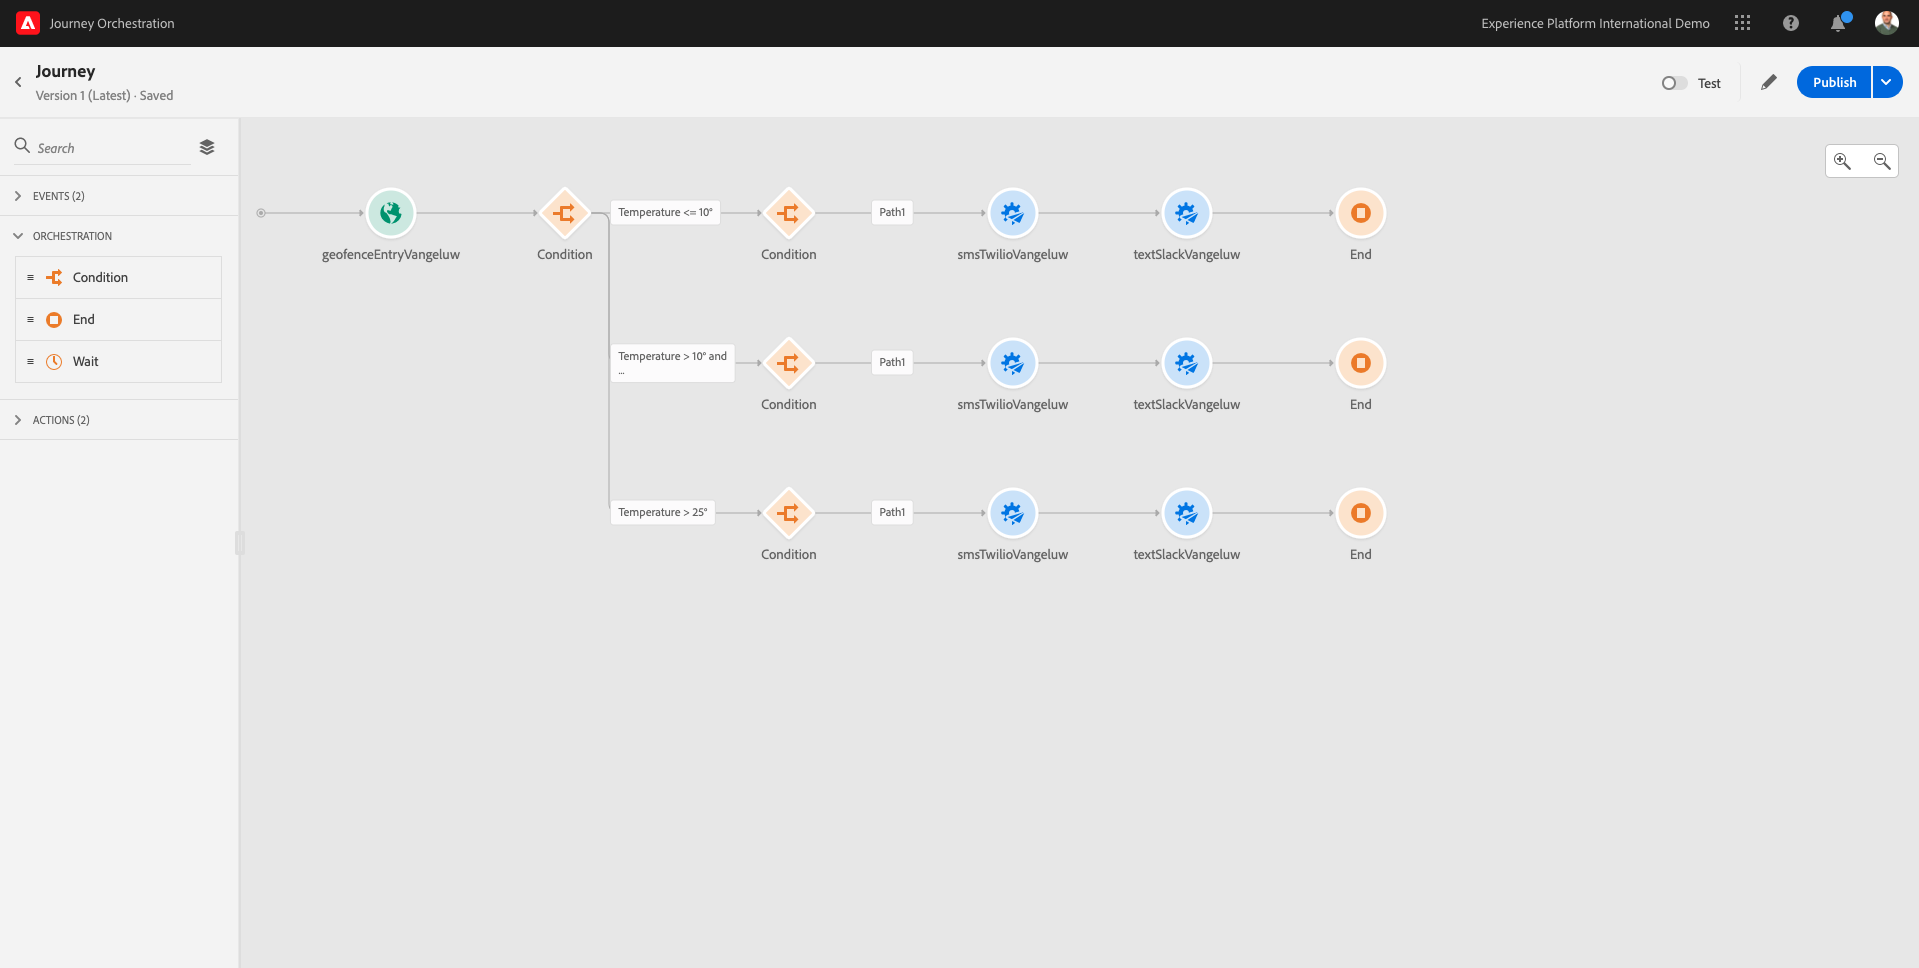 Journey Orchestration
Experience Platform International Demo
Journey
Version 1 (Latest) · Saved
Test
Publish
Search
EVENTS (2)
ORCHESTRATION
Condition
End
Wait
ACTIONS (2)
geofenceEntryVangeluw
Condition
Temperature <= 10°
Condition
Path1
smsTwilioVangeluw
textSlackVangeluw
End
Temperature > 10° and
...
Condition
Path1
smsTwilioVangeluw
textSlackVangeluw
End
Temperature > 25°
Condition
Path1
smsTwilioVangeluw
textSlackVangeluw
End